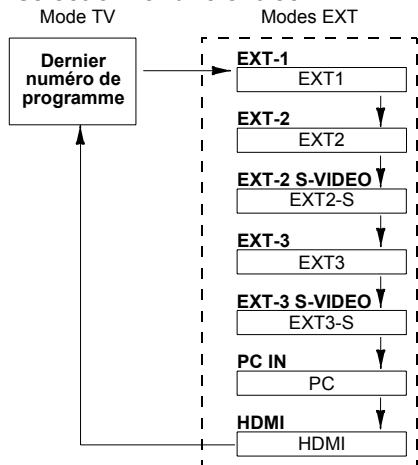 Mode TV
Modes EXT
Dernier
numéro de
programme
EXT-1
EXT1
EXT-2
EXT2
EXT-2 S-VIDEO
EXT2-S
EXT-3
EXT3
EXT-3 S-VIDEO
EXT3-S
PC IN
PC
HDMI
HDMI